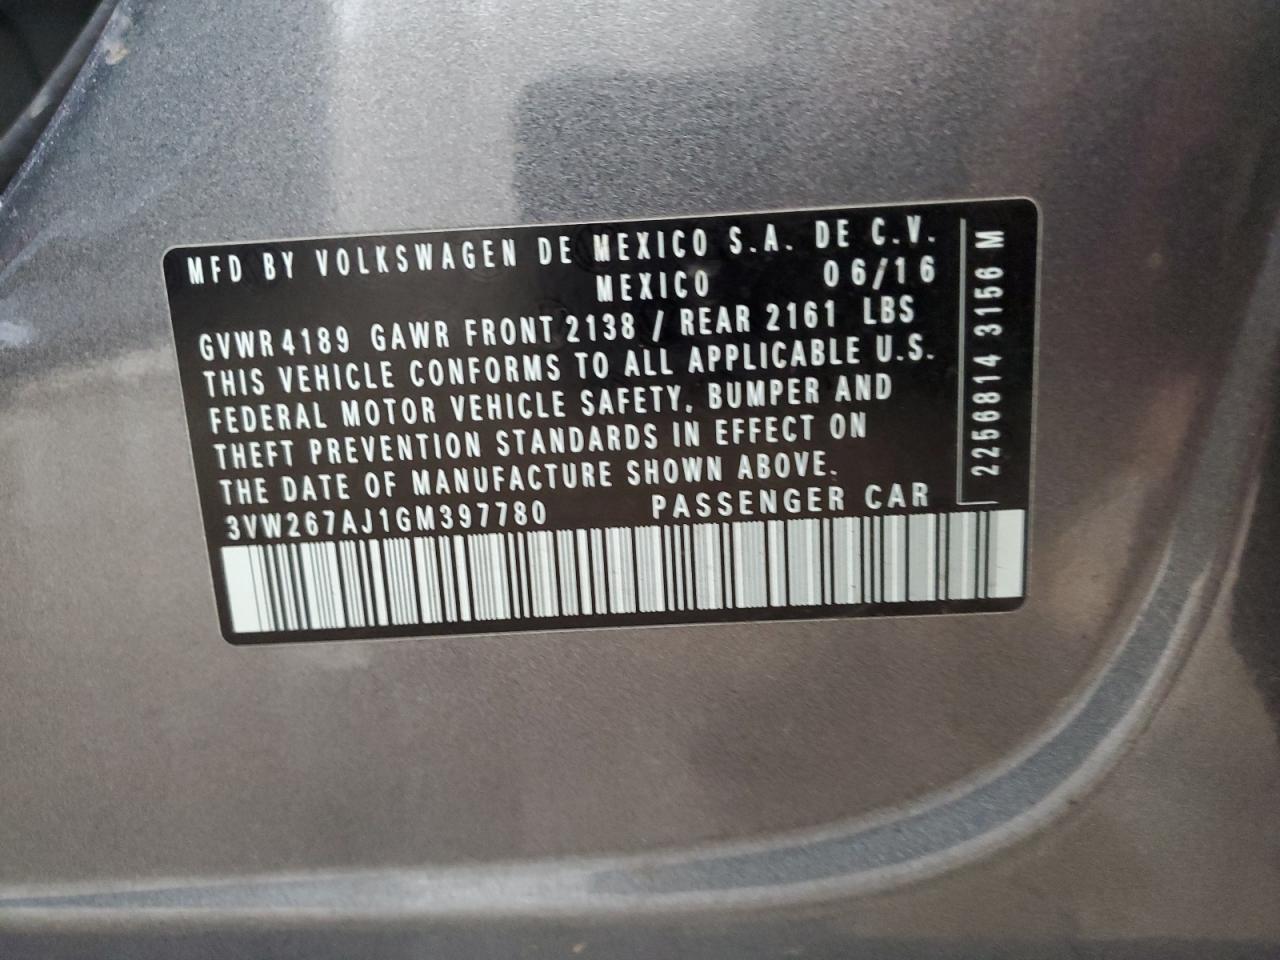 MFD BY VOLKSWAGEN DE MEXICO S.A. DE C.V.
MEXICO 06/16
GVWR 4189 GAWR FRONT 2138 / REAR 2161 LBS
THIS VEHICLE CONFORMS TO ALL APPLICABLE U.S.
FEDERAL MOTOR VEHICLE SAFETY, BUMPER AND
THEFT PREVENTION STANDARDS IN EFFECT ON
THE DATE OF MANUFACTURE SHOWN ABOVE.
3VW267AJ1GM397780 PASSENGER CAR
2256814 3156 M